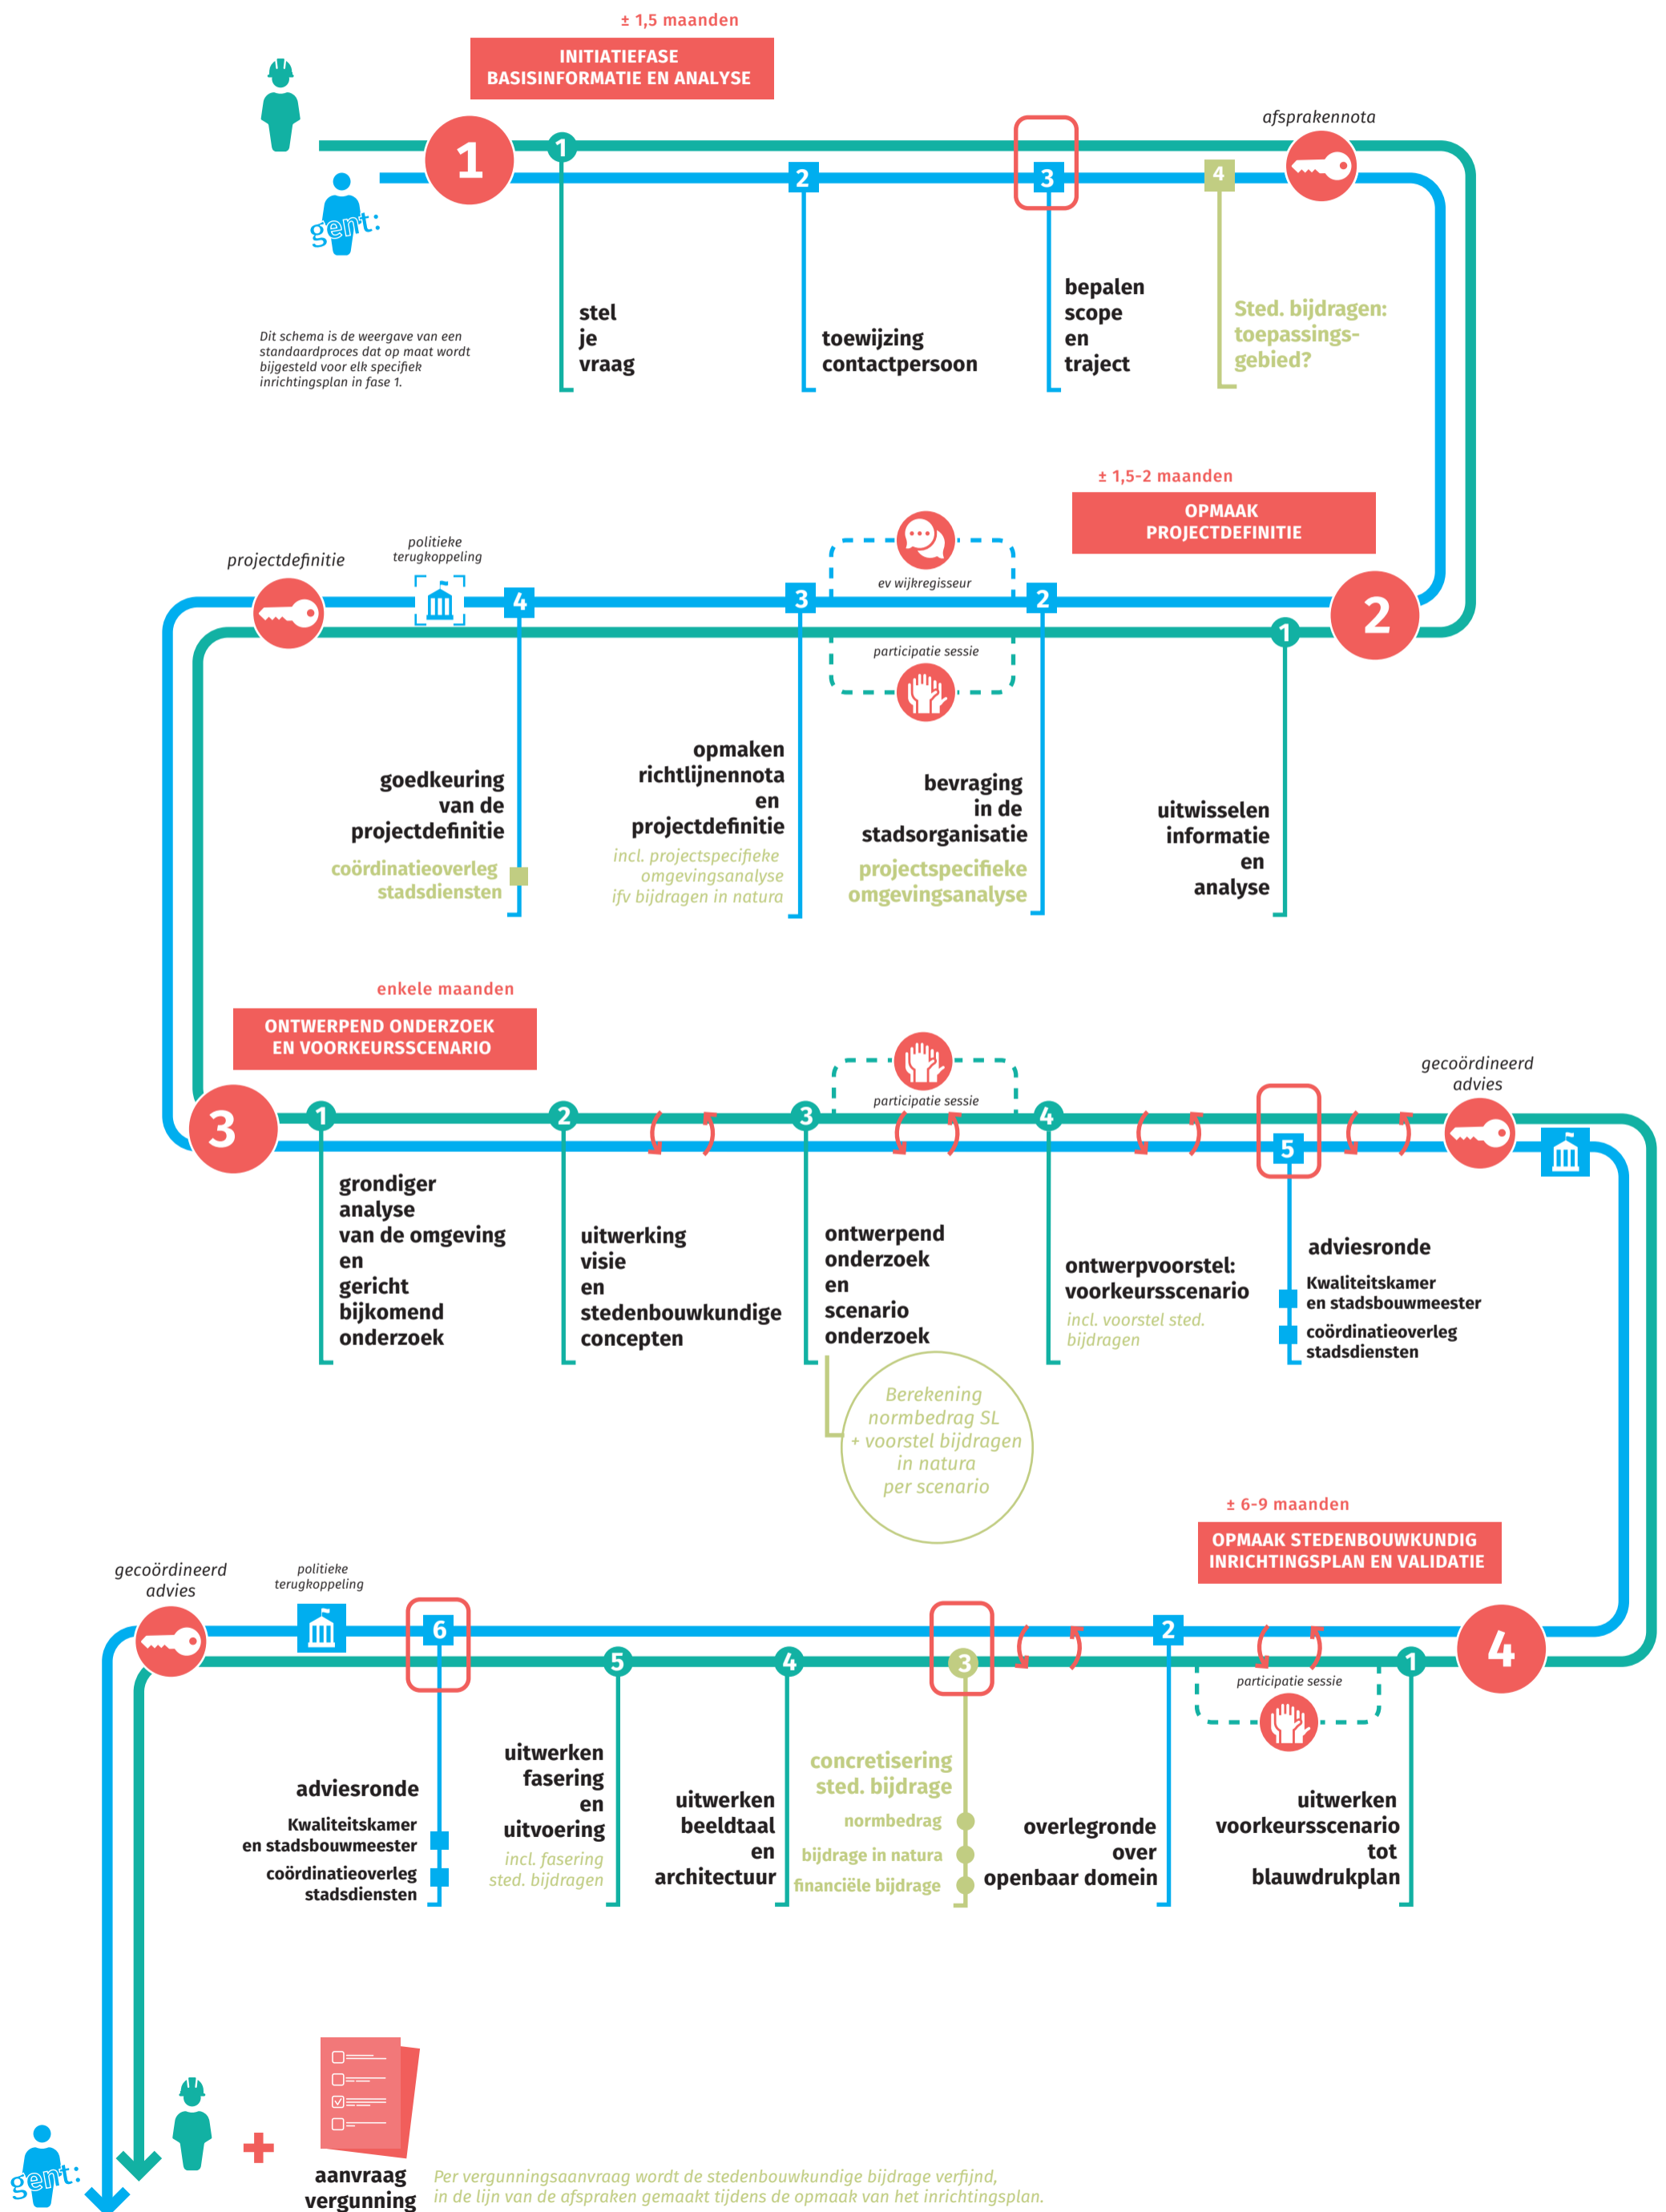 ± 1,5 maanden
INITIATIEFASE
BASISINFORMATIE EN ANALYSE
afsprakennota
1
1
2
3
4
gent:
stel
je
vraag
toewijzing
contactpersoon
bepalen
scope
en
traject
Sted. bijdragen:
toepassings-
gebied?
Dit schema is de weergave van een
standaardproces dat op maat wordt
bijgesteld voor elk specifiek
inrichtingsplan in fase 1.
± 1,5-2 maanden
OPMAAK
PROJECTDEFINITIE
2
1
2
ev wijkregisseur
participatie sessie
3
4
politieke
terugkoppeling
projectdefinitie
uitwisselen
informatie
en
analyse
bevraging
in de
stadsorganisatie
projectspecifieke
omgevingsanalyse
opmaken
richtlijnennota
en
projectdefinitie
incl. projectspecifieke
omgevingsanalyse
ifv bijdragen in natura
goedkeuring
van de
projectdefinitie
coördinatieoverleg
stadsdiensten
enkele maanden
ONTWERPEND ONDERZOEK
EN VOORKEURSSCENARIO
3
1
2
3
participatie sessie
4
5
gecoördineerd
advies
grondiger
analyse
van de omgeving
en
gericht
bijkomend
onderzoek
uitwerking
visie
en
stedenbouwkundige
concepten
ontwerpend
onderzoek
en
scenario
onderzoek
Berekening
normbedrag SL
+ voorstel bijdragen
in natura
per scenario
ontwerpvoorstel:
voorkeursscenario
incl. voorstel sted.
bijdragen
adviesronde
Kwaliteitskamer
en stadsbouwmeester
coördinatieoverleg
stadsdiensten
± 6-9 maanden
OPMAAK STEDENBOUWKUNDIG
INRICHTINGSPLAN EN VALIDATIE
4
1
participatie sessie
2
3
4
5
6
politieke
terugkoppeling
gecoördineerd
advies
uitwerken
voorkeursscenario
tot
blauwdrukplan
overlegronde
over
openbaar domein
concretisering
sted. bijdrage
normbedrag
bijdrage in natura
financiële bijdrage
uitwerken
beeldtaal
en
architectuur
uitwerken
fasering
en
uitvoering
incl. fasering
sted. bijdragen
adviesronde
Kwaliteitskamer
en stadsbouwmeester
coördinatieoverleg
stadsdiensten
gent:
aanvraag
vergunning
Per vergunningsaanvraag wordt de stedenbouwkundige bijdrage verfijnd,
in de lijn van de afspraken gemaakt tijdens de opmaak van het inrichtingsplan.